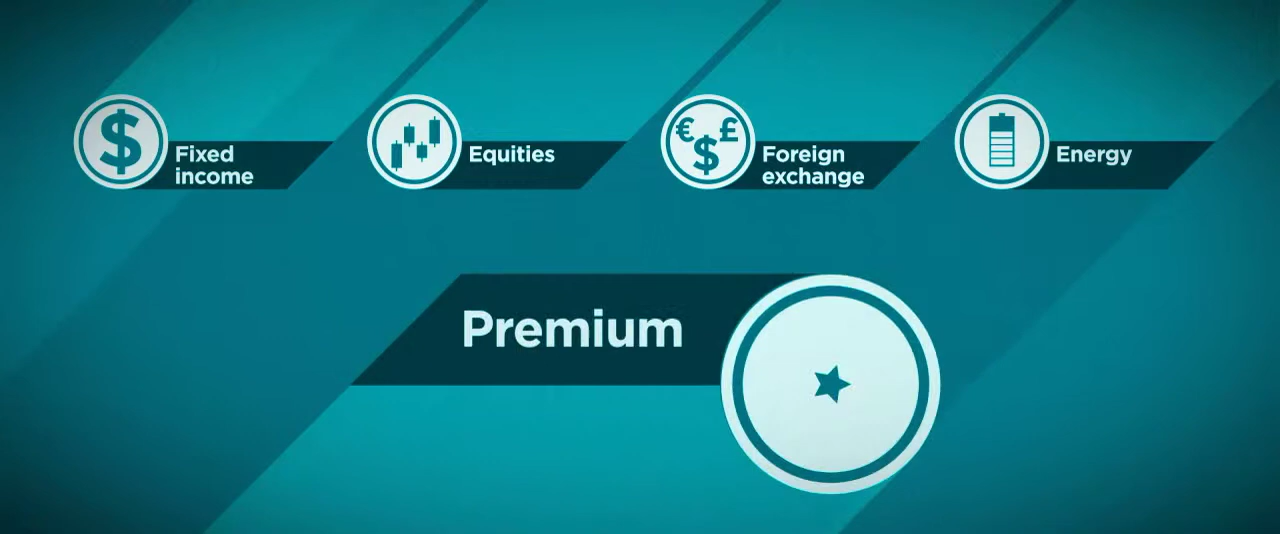 Fixed
income
Equities
Foreign
exchange
Energy
Premium